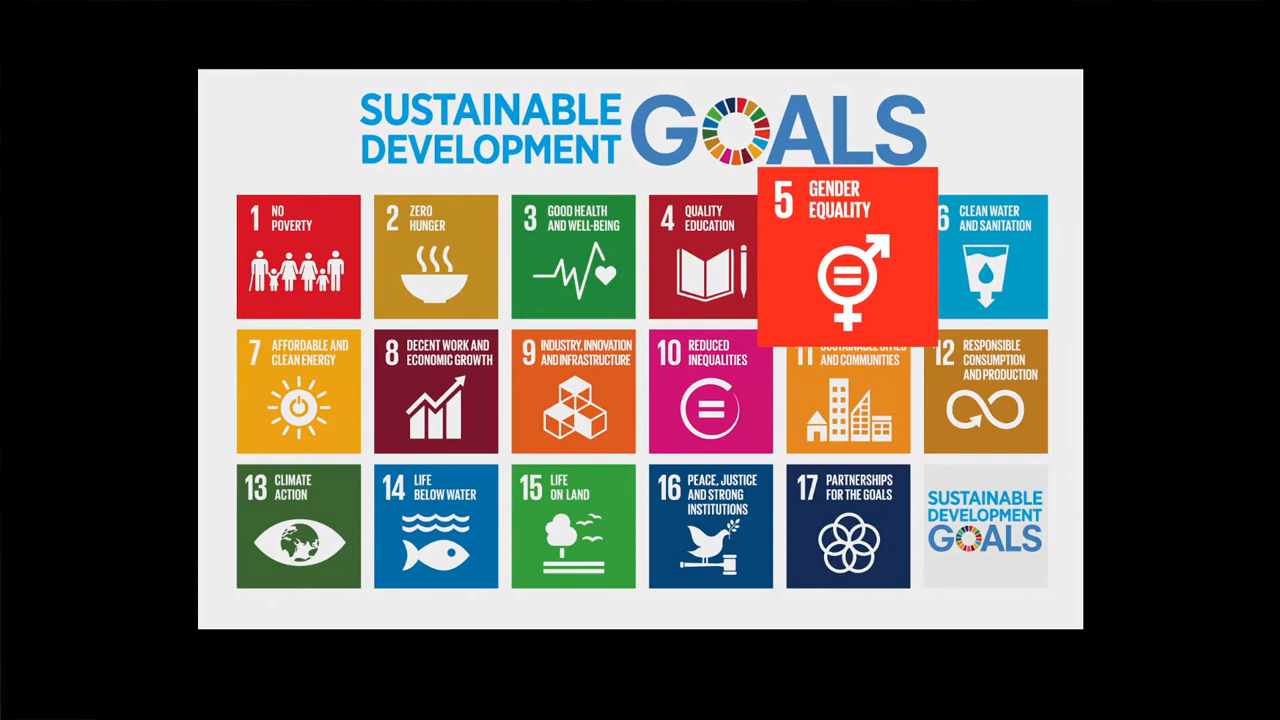 SUSTAINABLE
DEVELOPMENT
GOALS
1 NO
POVERTY
2 ZERO
HUNGER
3 GOOD HEALTH
AND WELL-BEING
4 QUALITY
EDUCATION
5 GENDER
EQUALITY
6 CLEAN WATER
AND SANITATION
7 AFFORDABLE AND
CLEAN ENERGY
8 DECENT WORK AND
ECONOMIC GROWTH
9 INDUSTRY, INNOVATION
AND INFRASTRUCTURE
10 REDUCED
INEQUALITIES
11 SUSTAINABLE CITIES
AND COMMUNITIES
12 RESPONSIBLE
CONSUMPTION
AND PRODUCTION
13 CLIMATE
ACTION
14 LIFE
BELOW WATER
15 LIFE
ON LAND
16 PEACE, JUSTICE
AND STRONG
INSTITUTIONS
17 PARTNERSHIPS
FOR THE GOALS
SUSTAINABLE
DEVELOPMENT
GOALS